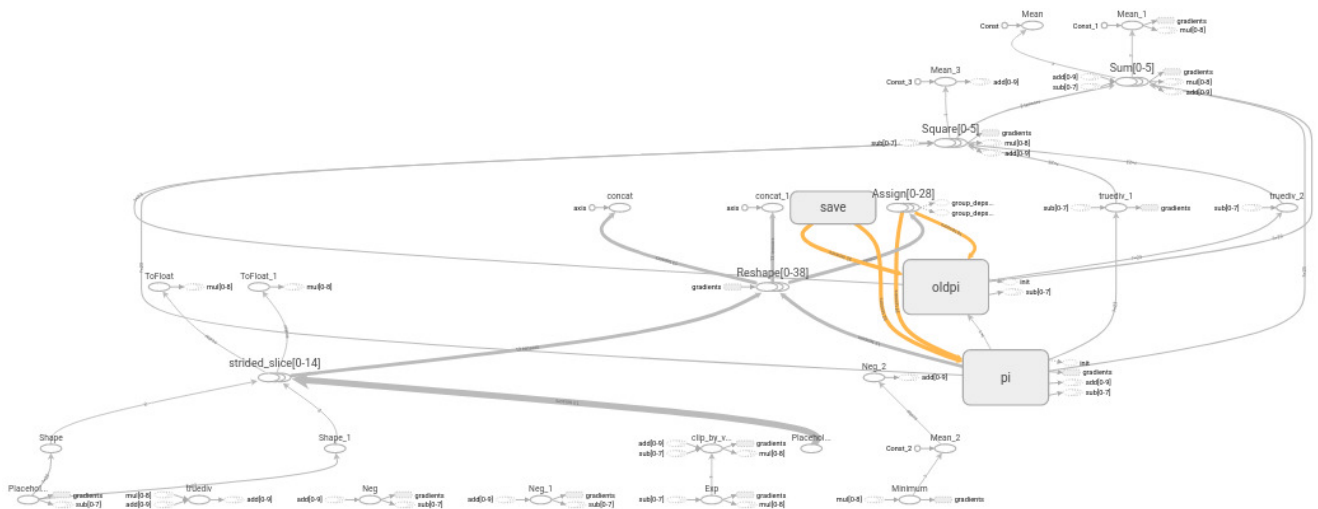 Mean
Mean_1
Const
Const_1
gradients
mul[0-8]
Mean_3
Sum[0-5]
Const_3
add[0-9]
add[0-9]
sub[0-7]
gradients
mul[0-8]
add[0-9]
Square[0-5]
sub[0-7]
gradients
mul[0-8]
add[0-9]
concat
axis
concat_1
axis
save
Assign[0-28]
group_deps...
group_deps...
truediv_1
sub[0-7]
gradients
truediv_2
sub[0-7]
ToFloat
mul[0-8]
ToFloat_1
mul[0-8]
Reshape[0-38]
gradients
oldpi
init
sub[0-7]
strided_slice[0-14]
Neg_2
add[0-9]
pi
init
gradients
add[0-9]
sub[0-7]
Shape
Shape_1
clip_by_v...
add[0-9]
sub[0-7]
gradients
mul[0-8]
Placehol...
Mean_2
Const_2
Placehol...
gradients
sub[0-7]
truediv
mul[0-8]
add[0-9]
add[0-9]
Neg
add[0-9]
gradients
sub[0-7]
Neg_1
add[0-9]
gradients
sub[0-7]
Exp
sub[0-7]
gradients
mul[0-8]
Minimum
mul[0-8]
gradients